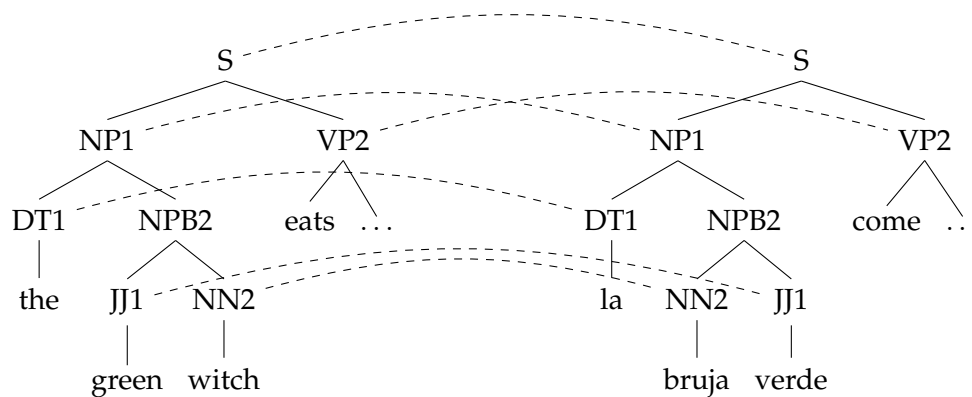 S S
NP1 VP2 NP1 VP2
DT1 NPB2 eats ... DT1 NPB2 come ..
the JJ1 NN2 la NN2 JJ1
green witch bruja verde